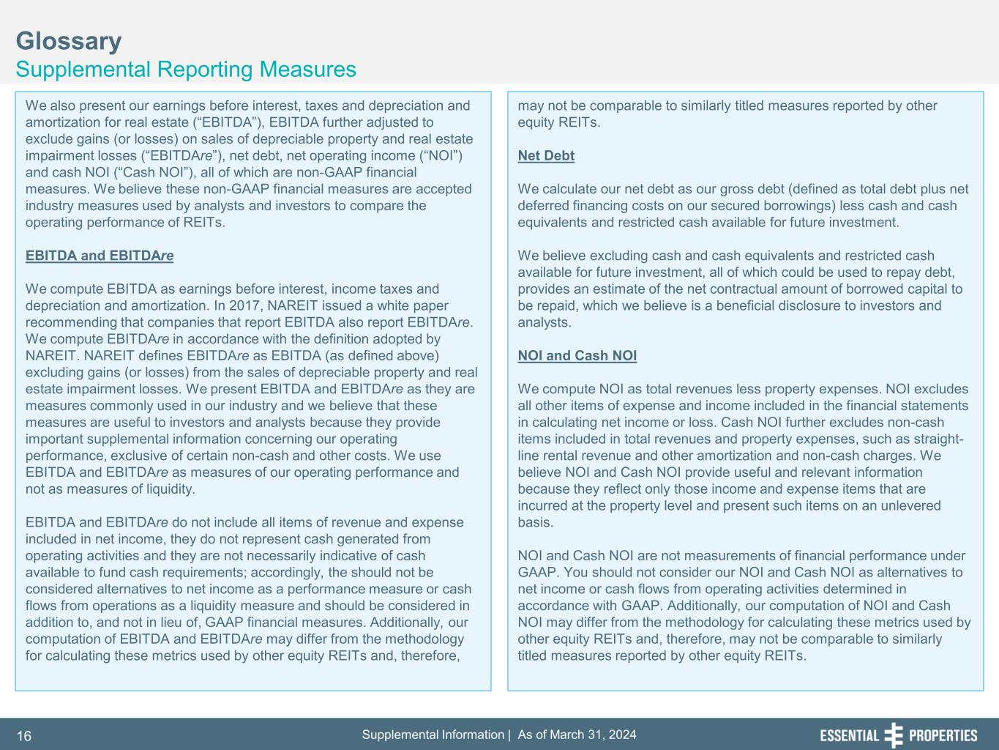 Glossary
Supplemental Reporting Measures
We also present our earnings before interest, taxes and depreciation and
amortization for real estate (“EBITDA”), EBITDA further adjusted to
exclude gains (or losses) on sales of depreciable property and real estate
impairment losses (“EBITDAre”), net debt, net operating income (“NOI”)
and cash NOI (“Cash NOI”), all of which are non-GAAP financial
measures. We believe these non-GAAP financial measures are accepted
industry measures used by analysts and investors to compare the
operating performance of REITs.
EBITDA and EBITDAre
We compute EBITDA as earnings before interest, income taxes and
depreciation and amortization. In 2017, NAREIT issued a white paper
recommending that companies that report EBITDA also report EBITDAre.
We compute EBITDAre in accordance with the definition adopted by
NAREIT. NAREIT defines EBITDAre as EBITDA (as defined above)
excluding gains (or losses) from the sales of depreciable property and real
estate impairment losses. We present EBITDA and EBITDAre as they are
measures commonly used in our industry and we believe that these
measures are useful to investors and analysts because they provide
important supplemental information concerning our operating
performance, exclusive of certain non-cash and other costs. We use
EBITDA and EBITDAre as measures of our operating performance and
not as measures of liquidity.
EBITDA and EBITDAre do not include all items of revenue and expense
included in net income, they do not represent cash generated from
operating activities and they are not necessarily indicative of cash
available to fund cash requirements; accordingly, the should not be
considered alternatives to net income as a performance measure or cash
flows from operations as a liquidity measure and should be considered in
addition to, and not in lieu of, GAAP financial measures. Additionally, our
computation of EBITDA and EBITDAre may differ from the methodology
for calculating these metrics used by other equity REITs and, therefore,
may not be comparable to similarly titled measures reported by other
equity REITs.
Net Debt
We calculate our net debt as our gross debt (defined as total debt plus net
deferred financing costs on our secured borrowings) less cash and cash
equivalents and restricted cash available for future investment.
We believe excluding cash and cash equivalents and restricted cash
available for future investment, all of which could be used to repay debt,
provides an estimate of the net contractual amount of borrowed capital to
be repaid, which we believe is a beneficial disclosure to investors and
analysts.
NOI and Cash NOI
We compute NOI as total revenues less property expenses. NOI excludes
all other items of expense and income included in the financial statements
in calculating net income or loss. Cash NOI further excludes non-cash
items included in total revenues and property expenses, such as straight-
line rental revenue and other amortization and non-cash charges. We
believe NOI and Cash NOI provide useful and relevant information
because they reflect only those income and expense items that are
incurred at the property level and present such items on an unlevered
basis.
NOI and Cash NOI are not measurements of financial performance under
GAAP. You should not consider our NOI and Cash NOI as alternatives to
net income or cash flows from operating activities determined in
accordance with GAAP. Additionally, our computation of NOI and Cash
NOI may differ from the methodology for calculating these metrics used by
other equity REITs and, therefore, may not be comparable to similarly
titled measures reported by other equity REITs.
16
Supplemental Information | As of March 31, 2024
ESSENTIAL PROPERTIES